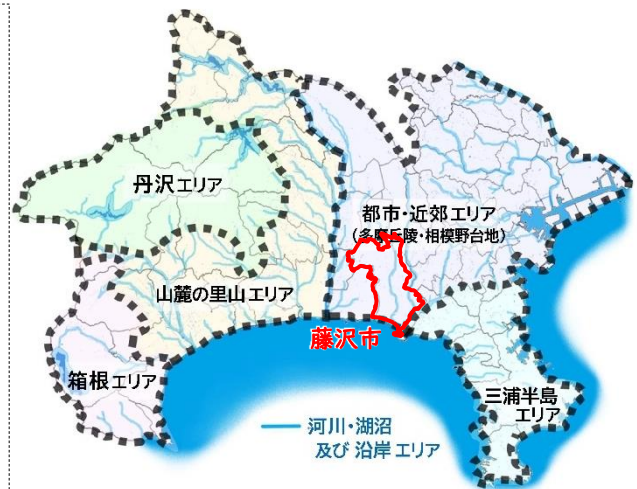 丹沢エリア
都市・近郊エリア
(多摩丘陵・相模野台地)
山麓の里山エリア
藤沢市
箱根エリア
三浦半島
エリア
河川・湖沼
及び 沿岸 エリア